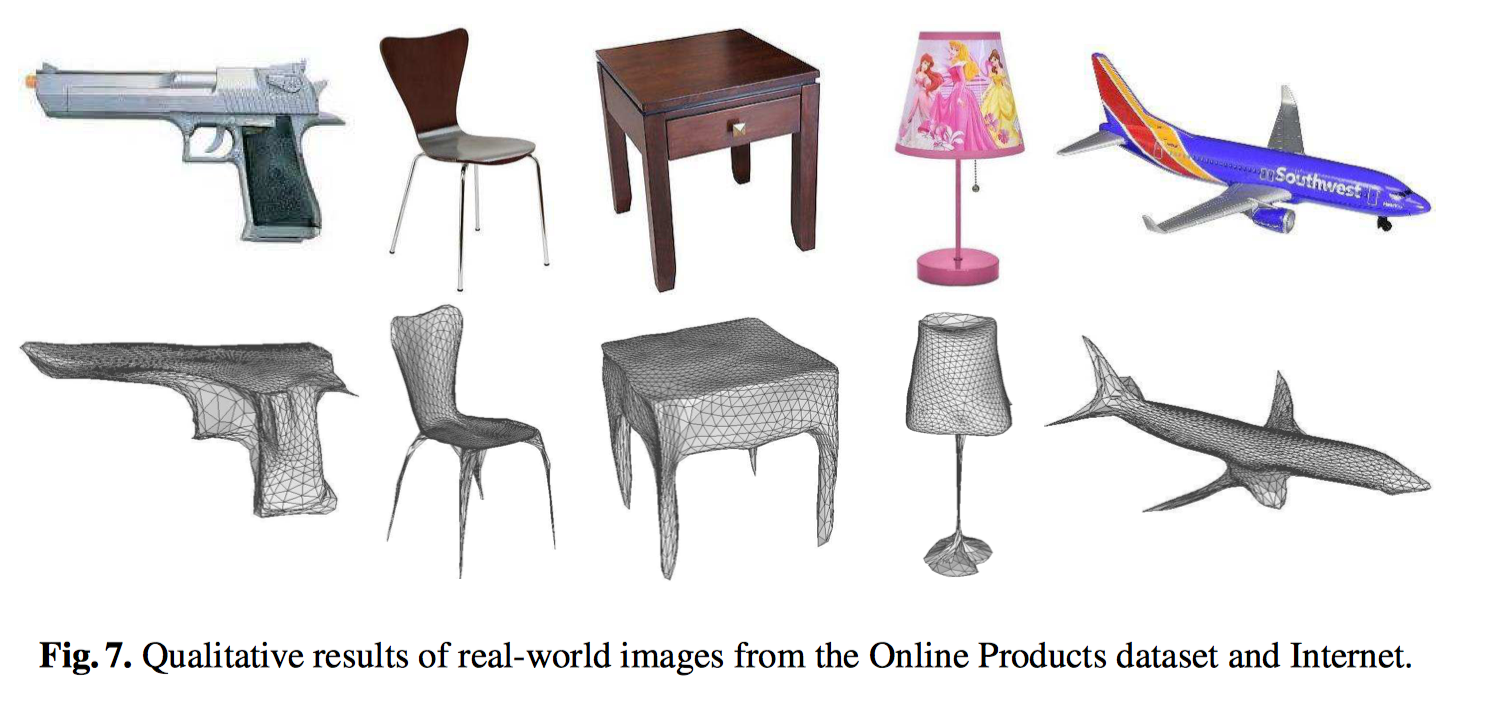 Southwest
Fig. 7. Qualitative results of real-world images from the Online Products dataset and Internet.